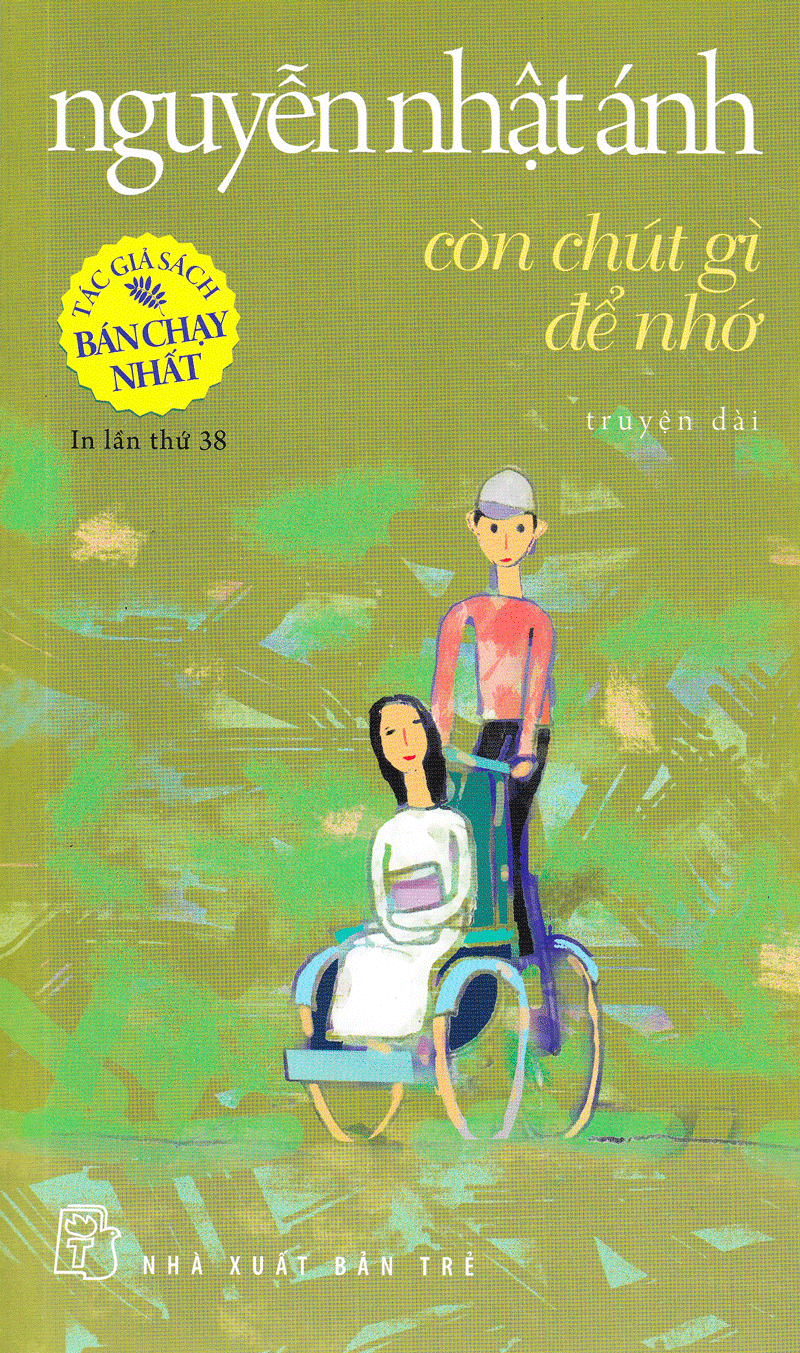 nguyễn nhật ánh
còn chút gì
để nhớ
truyện dài
TÁC GIẢ SÁCH
BÁN CHẠY
NHẤT
In lần thứ 38
T
NHÀ XUẤT BẢN TRẺ